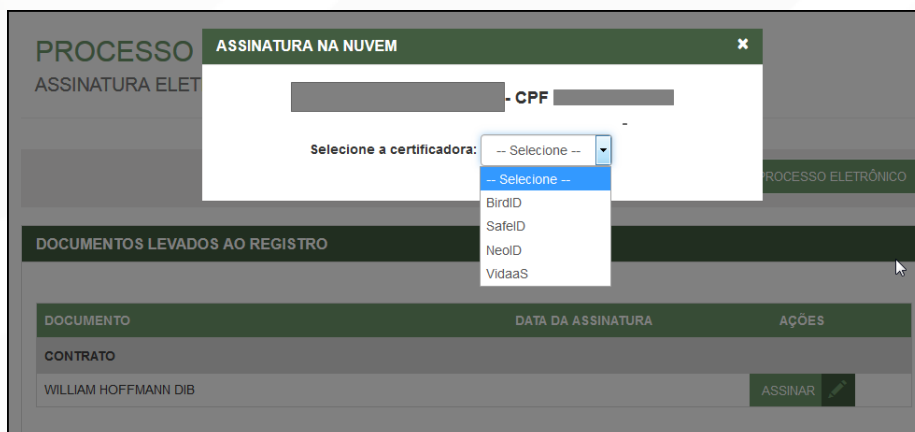 PROCESSO
ASSINATURA ELET
ASSINATURA NA NUVEM
- CPF
-
Selecione a certificadora: -- Selecione --
-- Selecione --
BirdID
SafeID
NeoID
VidaaS
PROCESSO ELETRÔNICO
DOCUMENTOS LEVADOS AO REGISTRO
DOCUMENTO DATA DA ASSINATURA AÇÕES
CONTRATO
WILLIAM HOFFMANN DIB ASSINAR